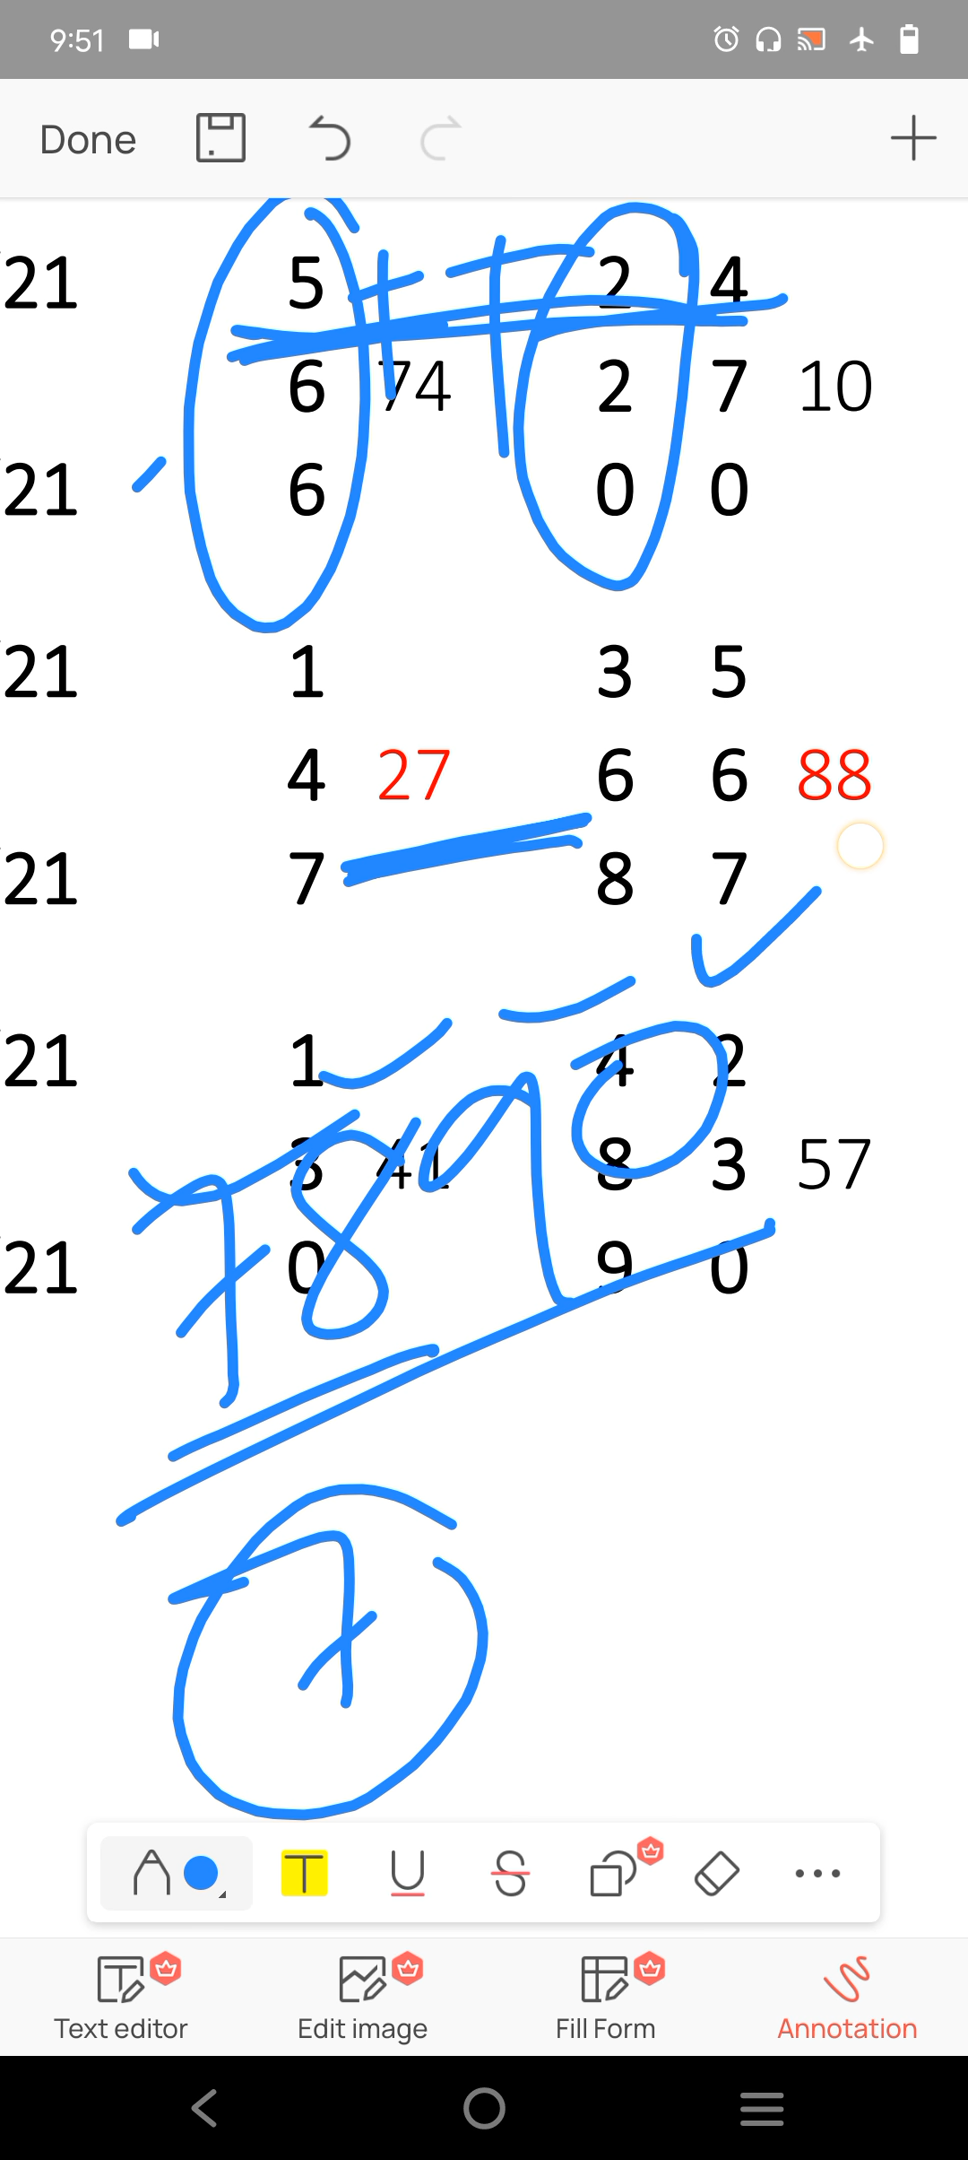 9:51
Done
21 5 2 4
6 74 2 7 10
21 6 0 0
21 1 3 5
4 27 6 6 88
21 7 8 7
21 1 4 2
3 41 8 3 57
21 0 9 0
7890
7
T U S
Text editor Edit image Fill Form Annotation